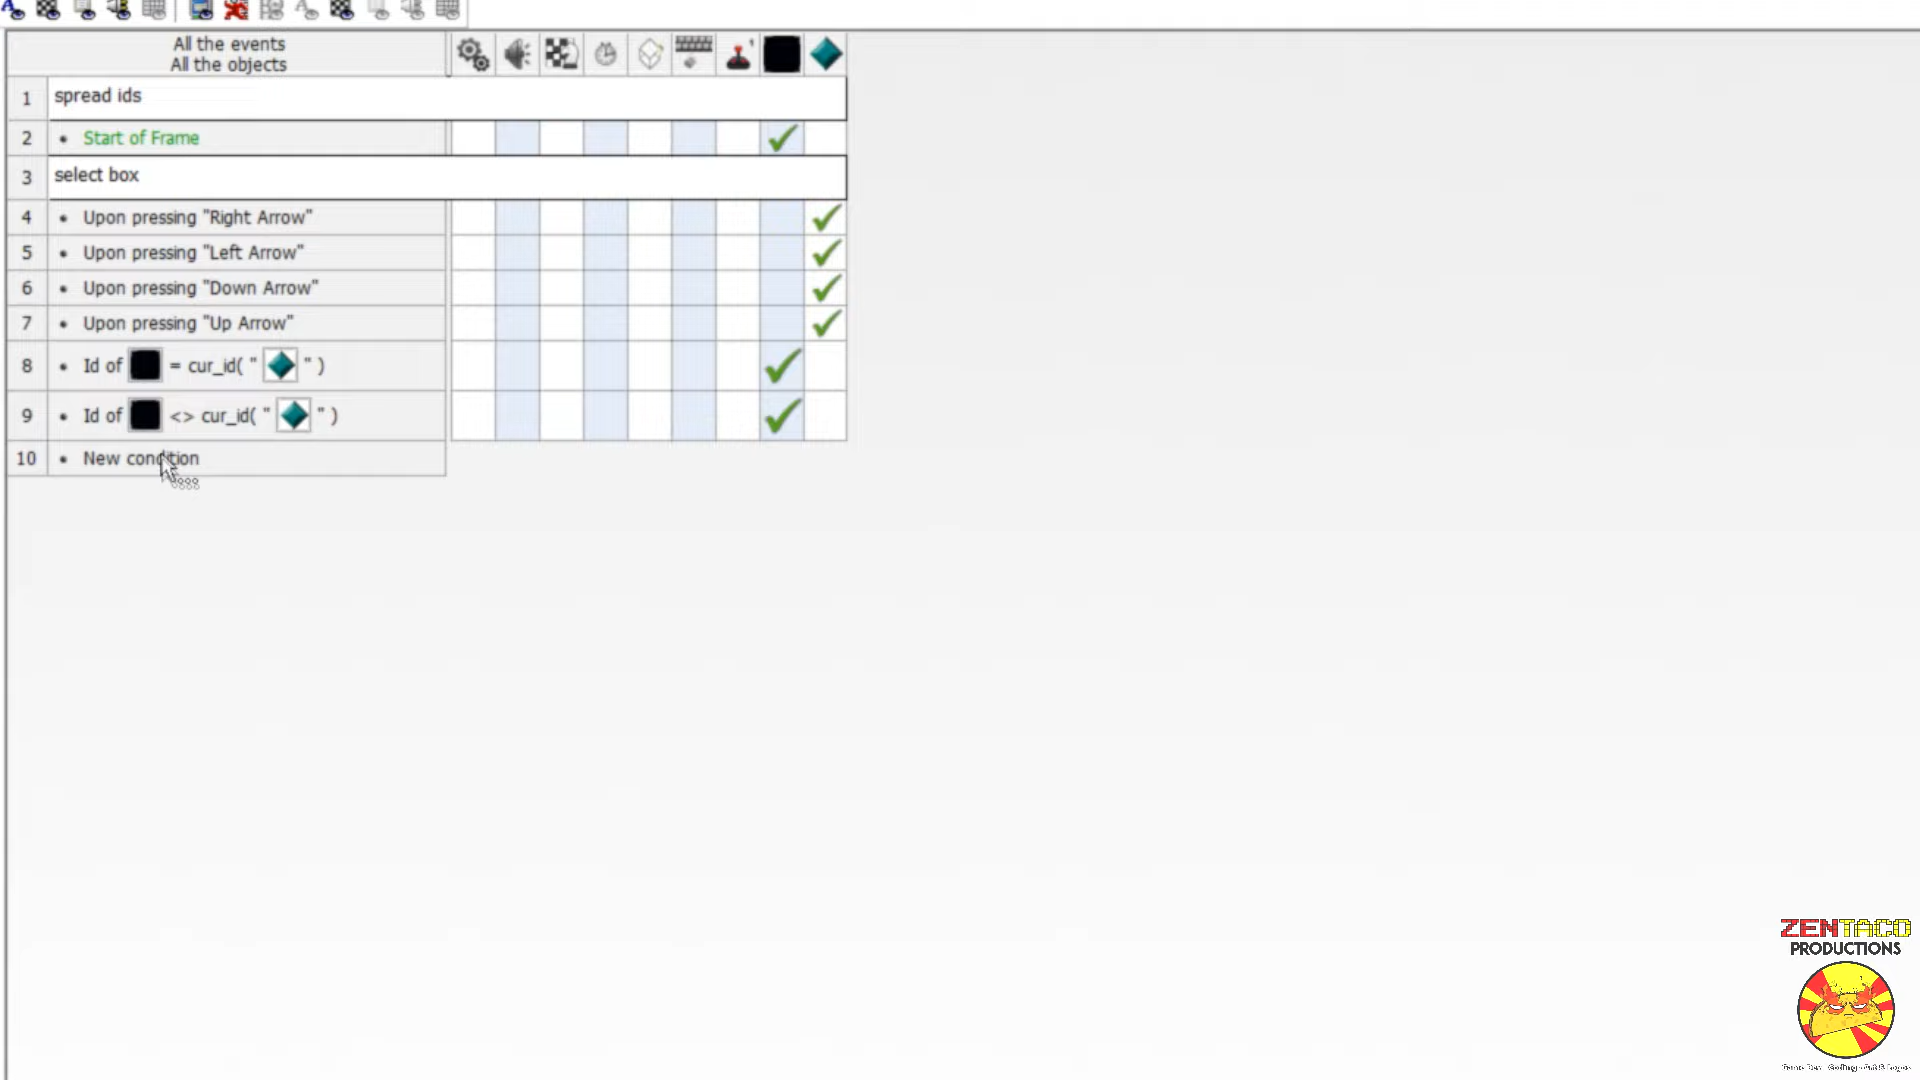 All the events
All the objects
1 spread ids
2 • Start of Frame
3 select box
4 • Upon pressing "Right Arrow"
5 • Upon pressing "Left Arrow"
6 • Upon pressing "Down Arrow"
7 • Upon pressing "Up Arrow"
8 • Id of = cur_id( " " )
9 • Id of <> cur_id( " " )
10 • New condition
ZENTACO
PRODUCTIONS